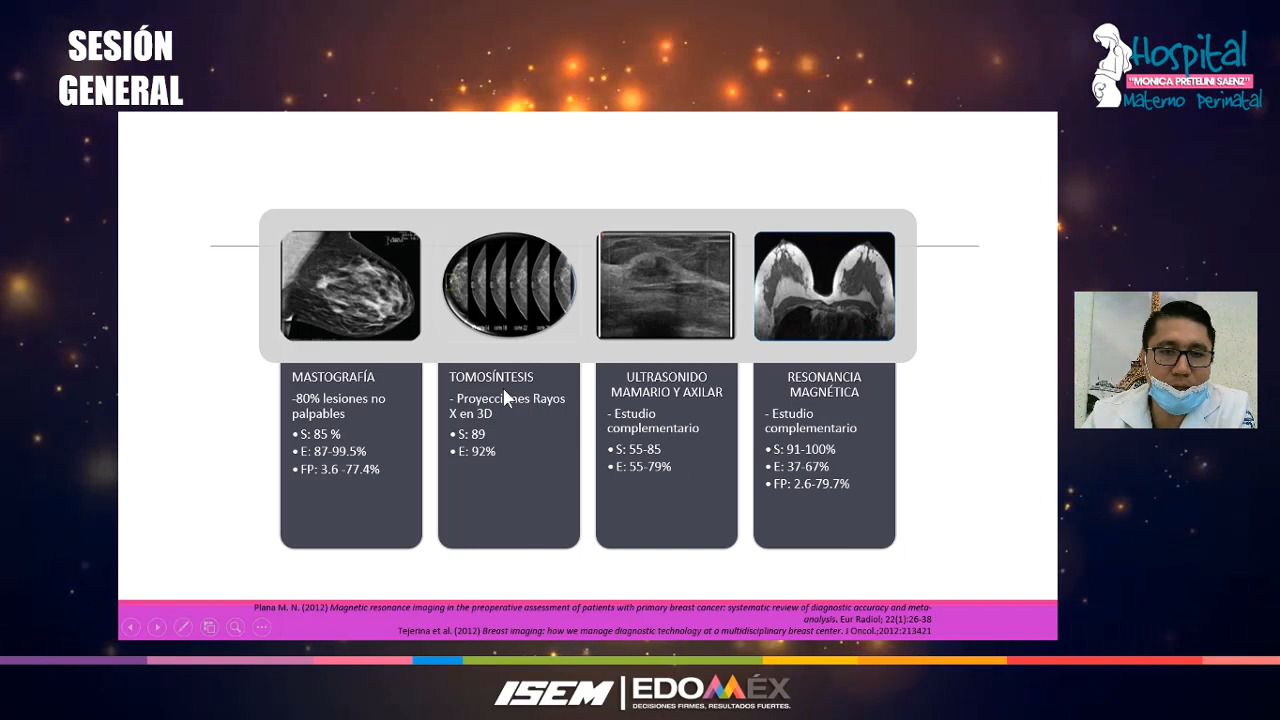 SESIÓN
GENERAL
Hospital
"MONICA PRETELINI SAENZ"
Materno Perinatal
MASTOGRAFÍA
-80% lesiones no
palpables
• S: 85 %
• E: 87-99.5%
• FP: 3.6 -77.4%
TOMOSÍNTESIS
- Proyecciones Rayos
X en 3D
• S: 89
• E: 92%
ULTRASONIDO
MAMARIO Y AXILAR
- Estudio
complementario
• S: 55-85
• E: 55-79%
RESONANCIA
MAGNÉTICA
- Estudio
complementario
• S: 91-100%
• E: 37-67%
• FP: 2.6-79.7%
Plana M. N. (2012) Magnetic resonance imaging in the preoperative assessment of patients with primary breast cancer: systematic review of diagnostic accuracy and meta-
analysis. Eur Radiol; 22(1):26-38
Tejerina et al. (2012) Breast imaging: how we manage diagnostic technology at a multidisciplinary breast center. J Oncol.;2012:213421
ISEM
EDOMÉX
DECISIONES FIRMES, RESULTADOS FUERTES.